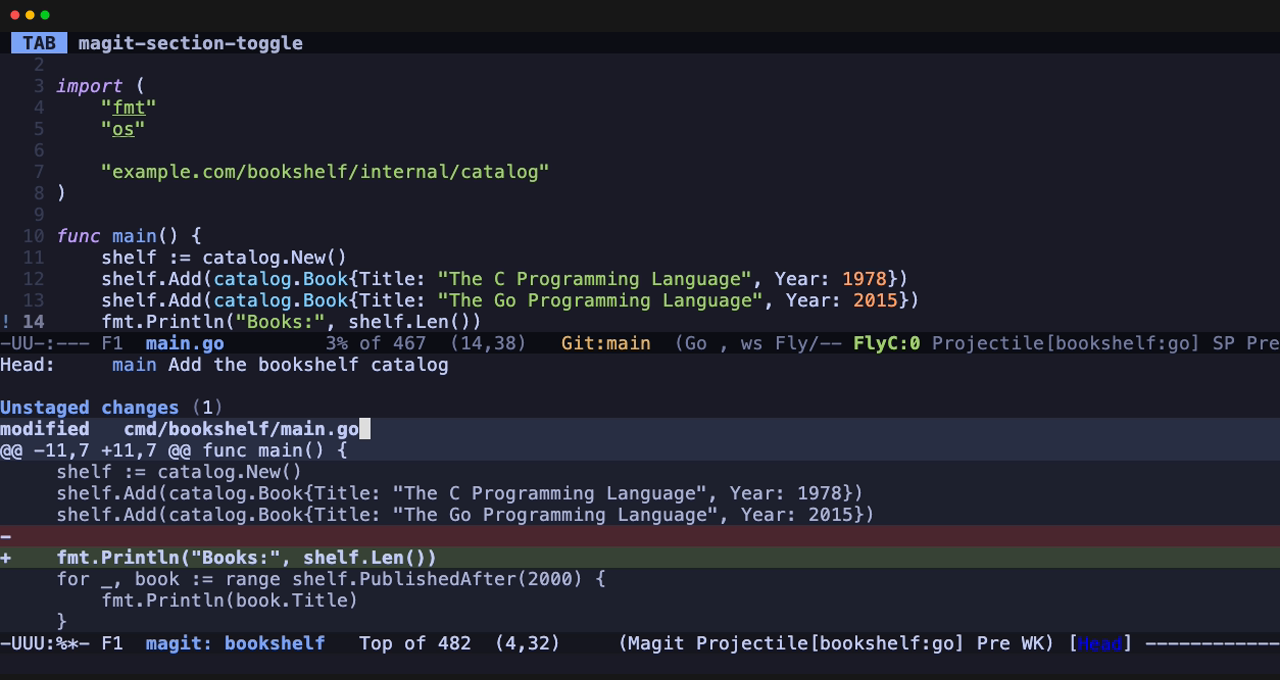 TAB magit-section-toggle
2
3 import (
4     "fmt"
5     "os"
6
7     "example.com/bookshelf/internal/catalog"
8 )
9
10 func main() {
11     shelf := catalog.New()
12     shelf.Add(catalog.Book{Title: "The C Programming Language", Year: 1978})
13     shelf.Add(catalog.Book{Title: "The Go Programming Language", Year: 2015})
! 14     fmt.Println("Books:", shelf.Len())
-UU-:--- F1  main.go         3% of 467  (14,38)   Git:main  (Go , ws Fly/-- FlyC:0 Projectile[bookshelf:go] SP Pre
Head:     main Add the bookshelf catalog
Unstaged changes (1)
modified   cmd/bookshelf/main.go
@@ -11,7 +11,7 @@ func main() {
     shelf := catalog.New()
     shelf.Add(catalog.Book{Title: "The C Programming Language", Year: 1978})
     shelf.Add(catalog.Book{Title: "The Go Programming Language", Year: 2015})
-
+    fmt.Println("Books:", shelf.Len())
     for _, book := range shelf.PublishedAfter(2000) {
         fmt.Println(book.Title)
     }
-UUU:%*- F1  magit: bookshelf   Top of 482  (4,32)     (Magit Projectile[bookshelf:go] Pre WK) [Head] ------------